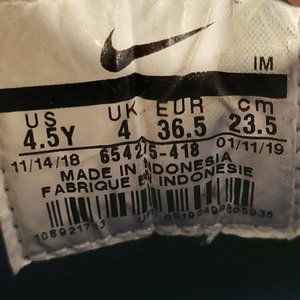 IM
US UK EUR cm
4.5Y 4 36.5 23.5
11/14/18 01/11/19
MADE IN INDONESIA
FABRIQUE INDONESIE